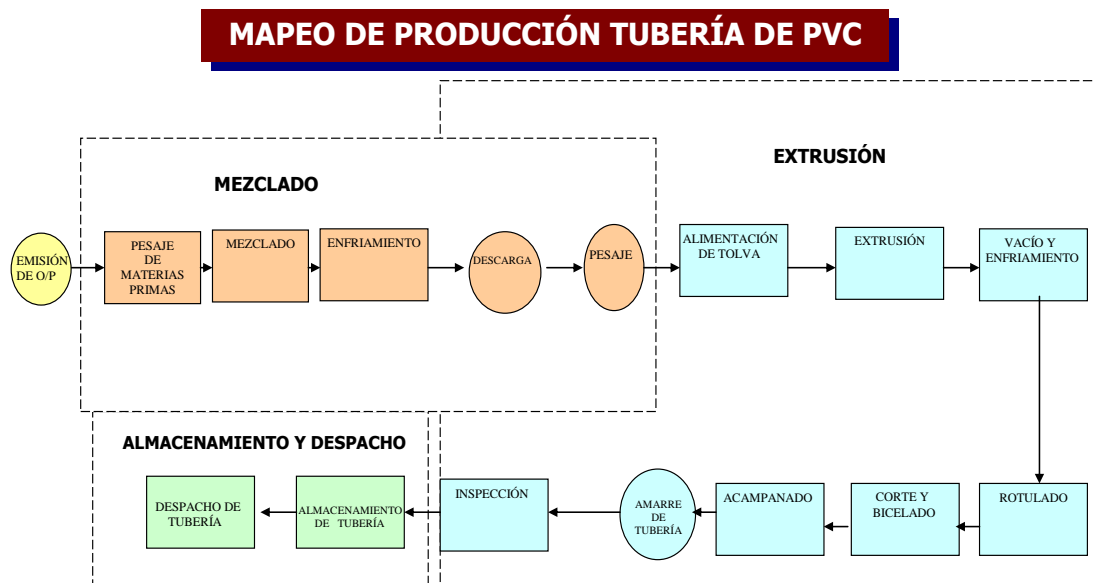 MAPEO DE PRODUCCIÓN TUBERÍA DE PVC
EXTRUSIÓN
MEZCLADO
EMISIÓN
DE O/P
PESAJE
DE
MATERIAS
PRIMAS
MEZCLADO
ENFRIAMIENTO
DESCARGA
PESAJE
ALIMENTACIÓN
DE TOLVA
EXTRUSIÓN
VACÍO Y
ENFRIAMIENTO
ALMACENAMIENTO Y DESPACHO
DESPACHO DE
TUBERÍA
ALMACENAMIENTO
DE TUBERÍA
INSPECCIÓN
AMARRE
DE
TUBERÍA
ACAMPANADO
CORTE Y
BICELADO
ROTULADO